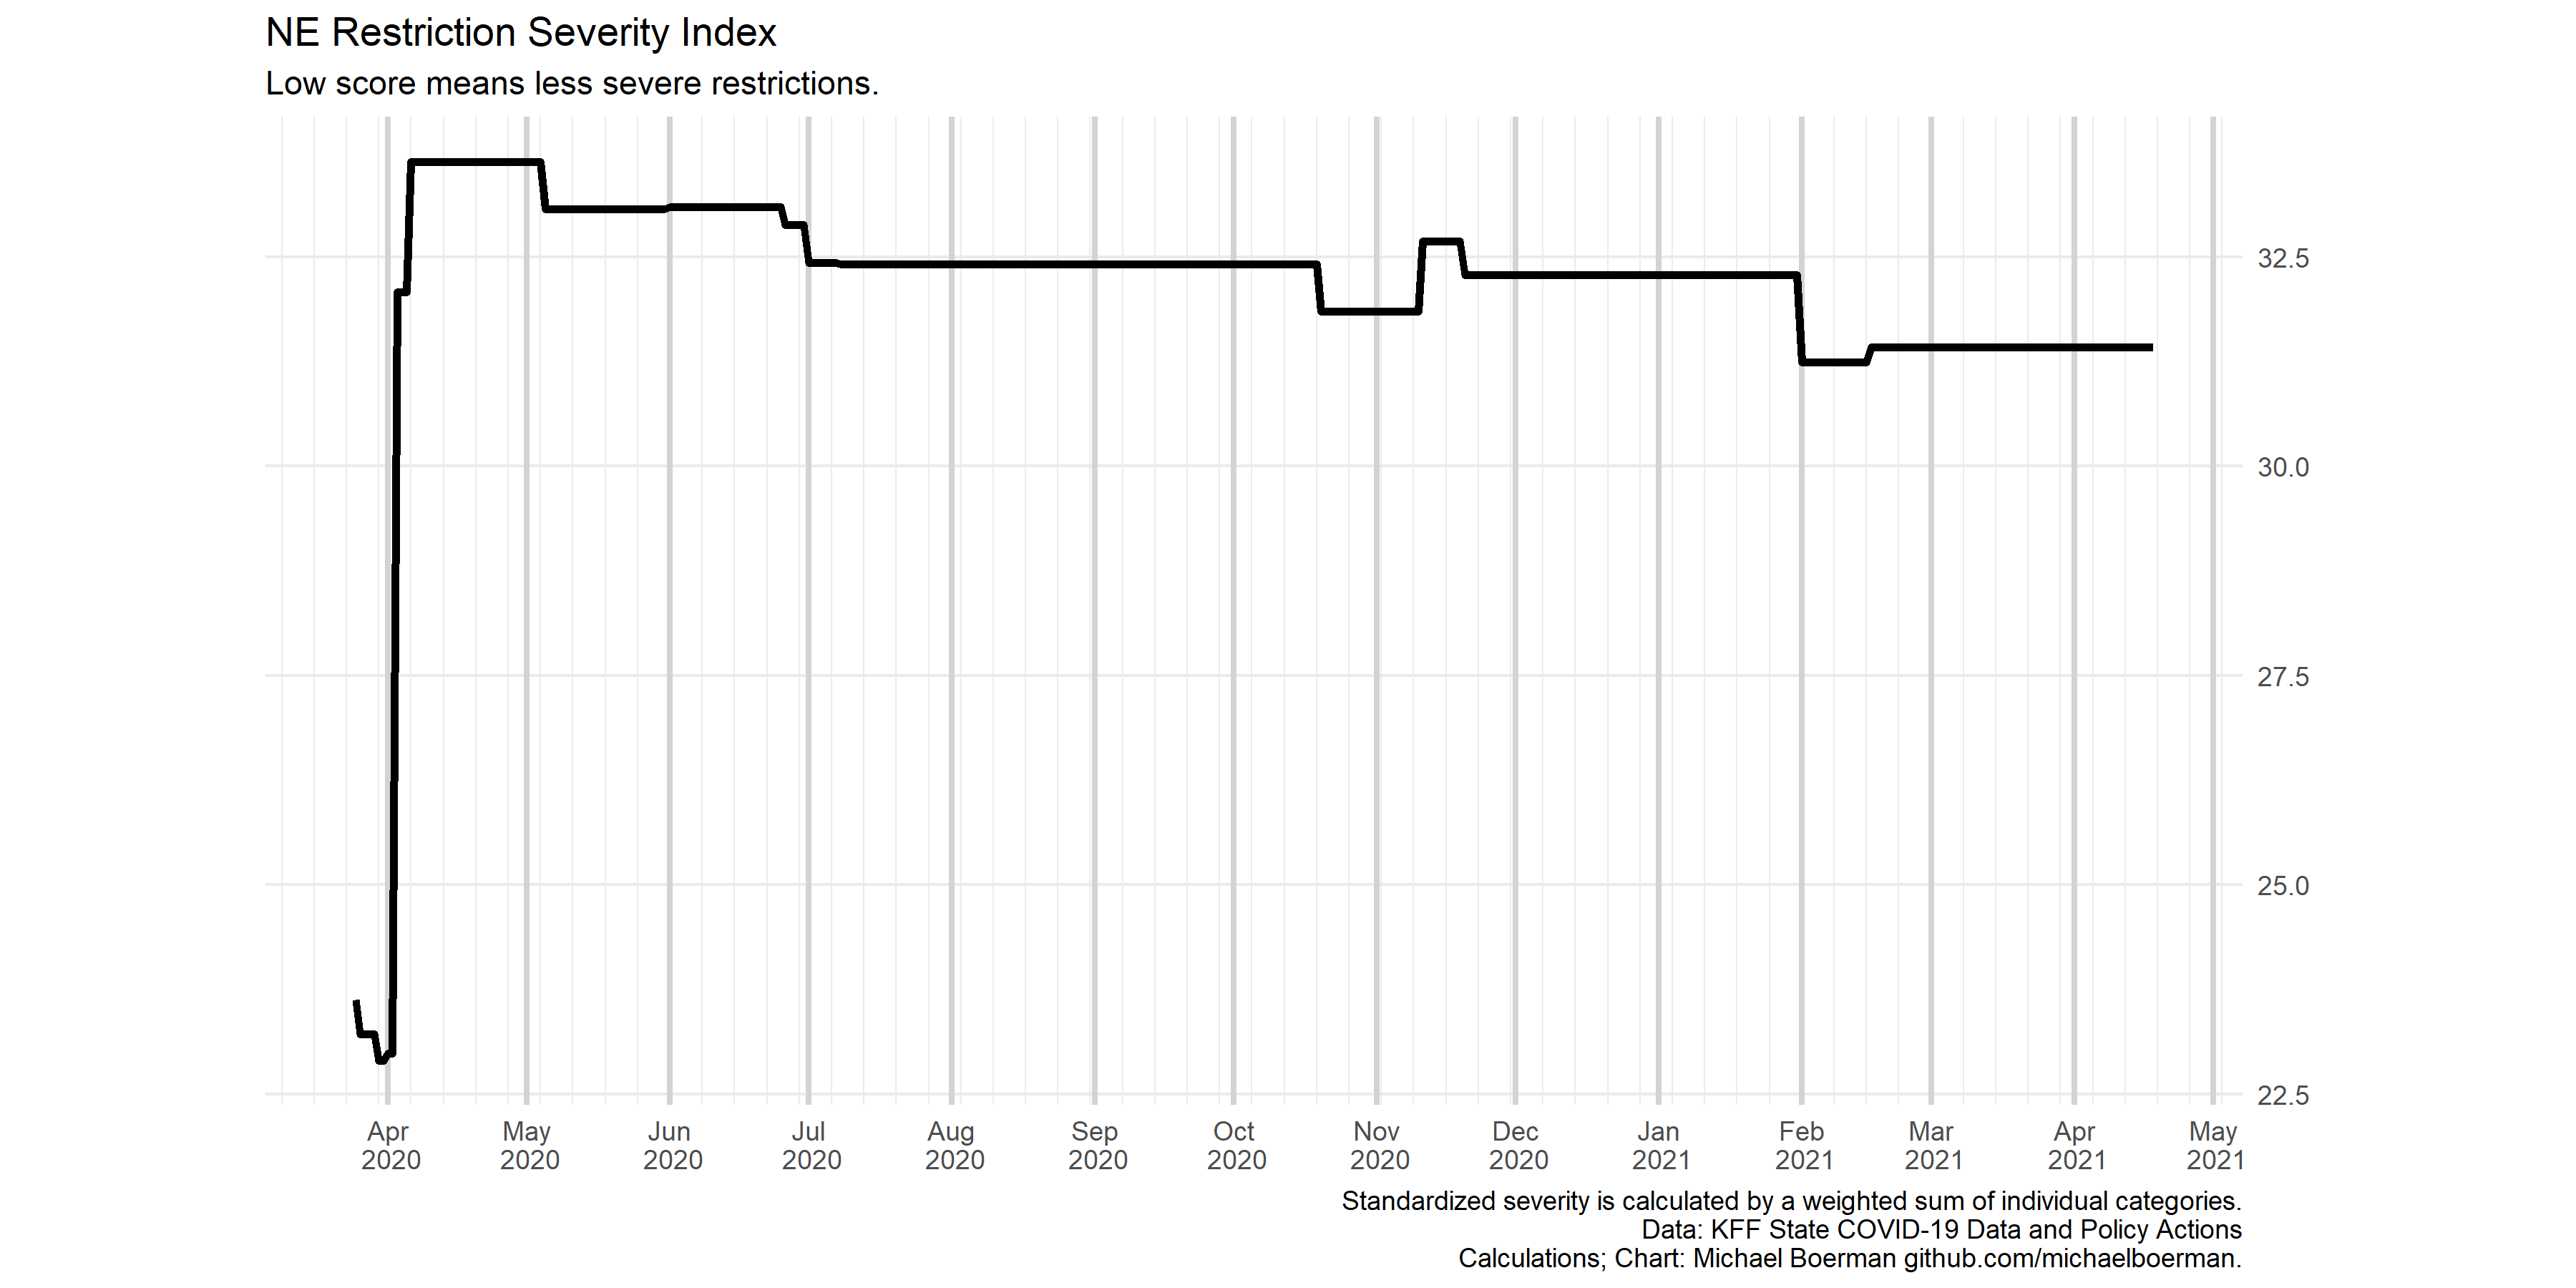 NE Restriction Severity Index
Low score means less severe restrictions.
32.5
30.0
27.5
25.0
22.5
Apr May Jun Jul Aug Sep Oct Nov Dec Jan Feb Mar Apr May
2020 2020 2020 2020 2020 2020 2020 2020 2020 2021 2021 2021 2021 2021
Standardized severity is calculated by a weighted sum of individual categories.
Data: KFF State COVID-19 Data and Policy Actions
Calculations; Chart: Michael Boerman github.com/michaelboerman.